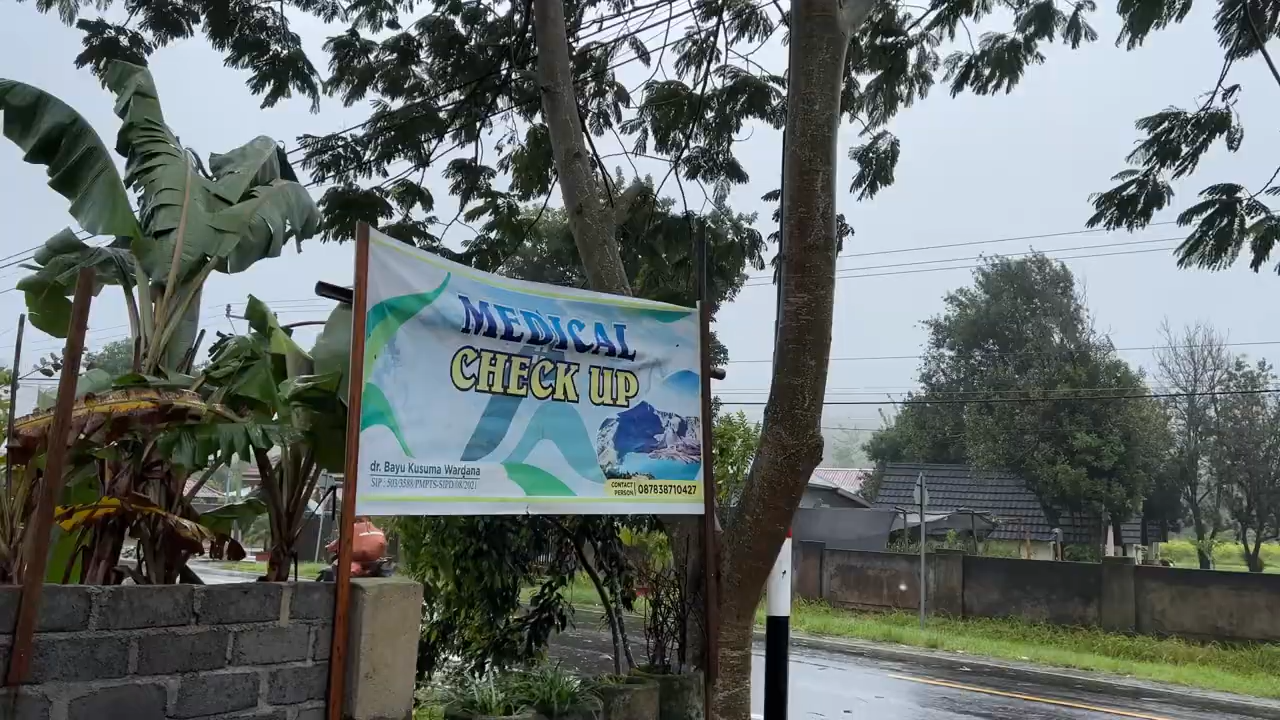 MEDICAL
CHECK UP
dr. Bayu Kusuma Wardana
SIP : 503/3588/PMPTS-SIPD/08/2021
CONTACT
PERSON
087838710427